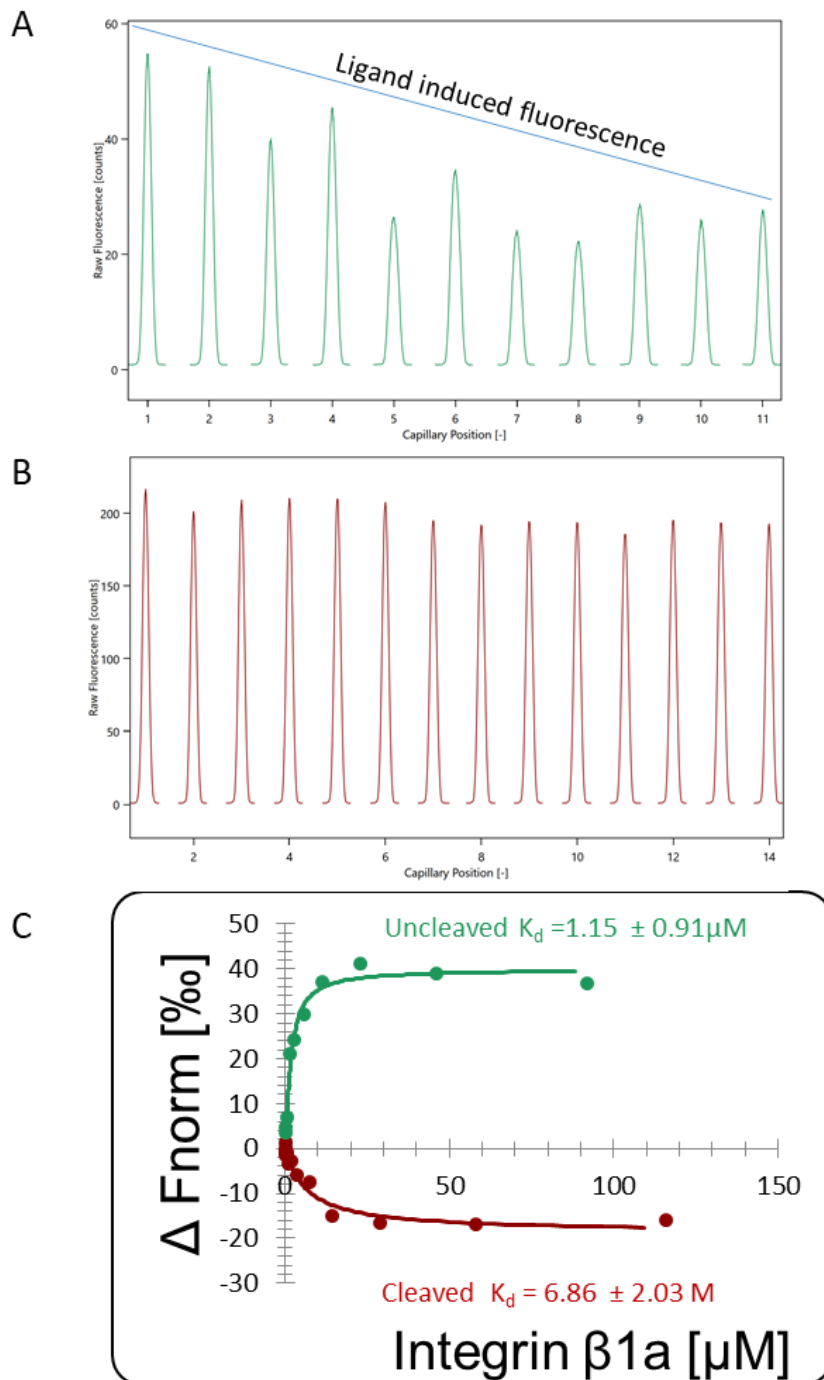 A
60
Ligand induced fluorescence
40
20
0
Raw Fluorescence [counts]
1 2 3 4 5 6 7 8 9 10 11
Capillary Position [-]
B
200
150
100
50
0
Raw Fluorescence [counts]
2 4 6 8 10 12 14
Capillary Position [-]
C
50
Uncleaved Kd =1.15 ± 0.91µM
40
30
20
10
0
0 50 100 150
-10
-20
-30
Δ Fnorm [‰]
Cleaved Kd = 6.86 ± 2.03 M
Integrin β1a [µM]